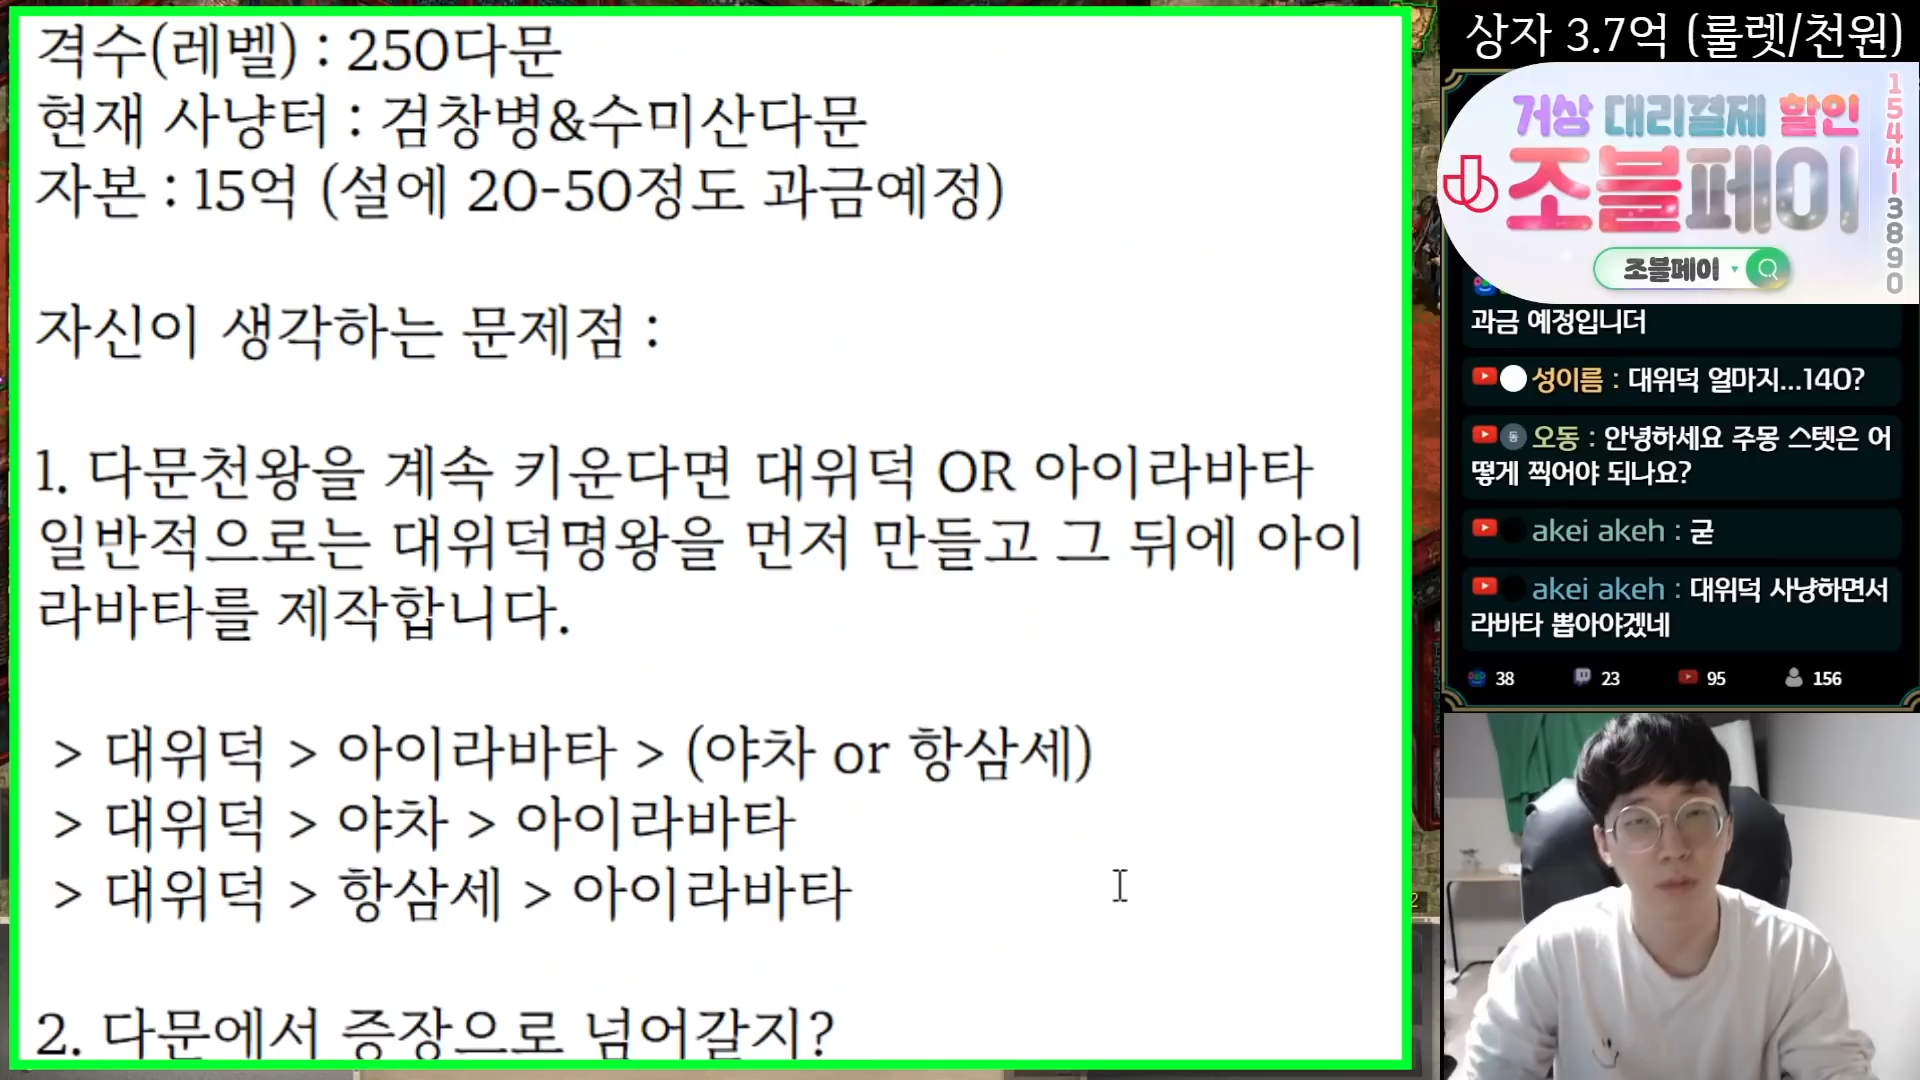 격수(레벨) : 250다문
현재 사냥터 : 검창병&수미산다문
자본 : 15억 (설에 20-50정도 과금예정)
자신이 생각하는 문제점 :
1. 다문천왕을 계속 키운다면 대위덕 OR 아이라바타
일반적으로는 대위덕명왕을 먼저 만들고 그 뒤에 아이
라바타를 제작합니다.
> 대위덕 > 아이라바타 > (야차 or 항삼세)
> 대위덕 > 야차 > 아이라바타
> 대위덕 > 항삼세 > 아이라바타
2. 다문에서 증장으로 넘어갈지?
상자 3.7억 (룰렛/천원)
거상 대리결제 할인
조블페이
조블페이
1544-3890
과금 예정입니더
성이름 : 대위덕 얼마지...140?
동 오동 : 안녕하세요 주몽 스텟은 어
떻게 찍어야 되나요?
akei akeh : 굳
akei akeh : 대위덕 사냥하면서
라바타 뽑아야겠네
38 23 95 156